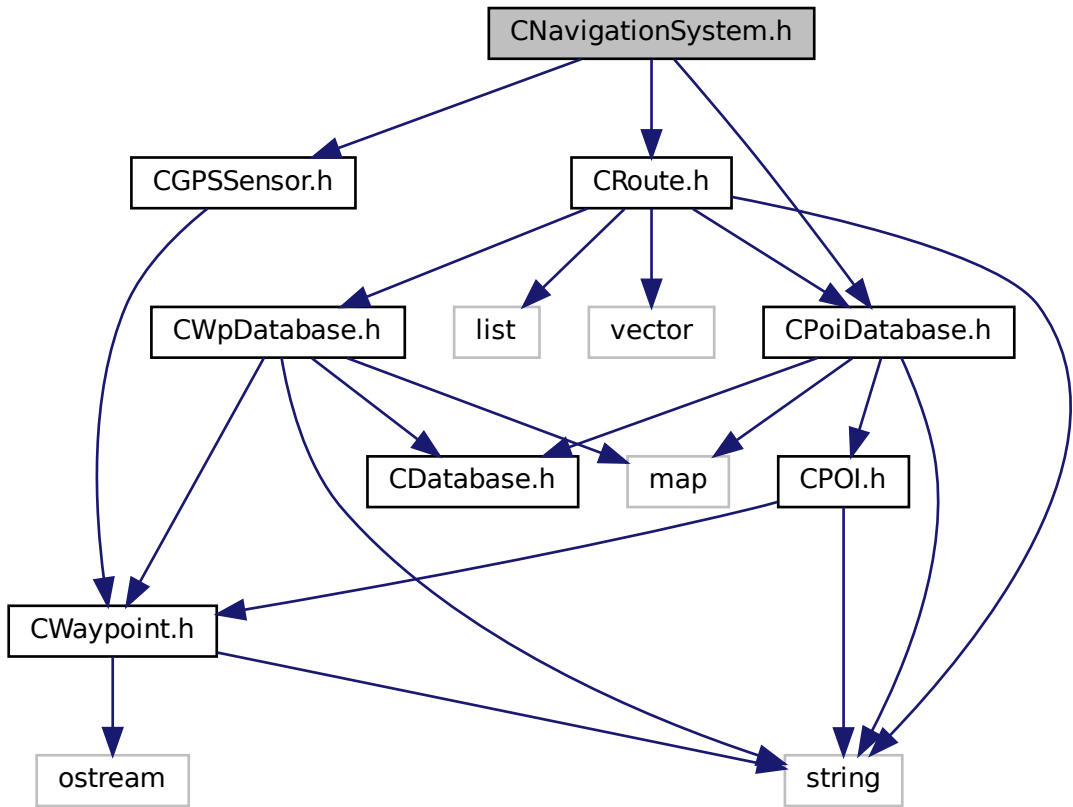 CNavigationSystem.h
CGPSSensor.h
CRoute.h
CWpDatabase.h
list
vector
CPoiDatabase.h
CDatabase.h
map
CPOI.h
CWaypoint.h
ostream
string